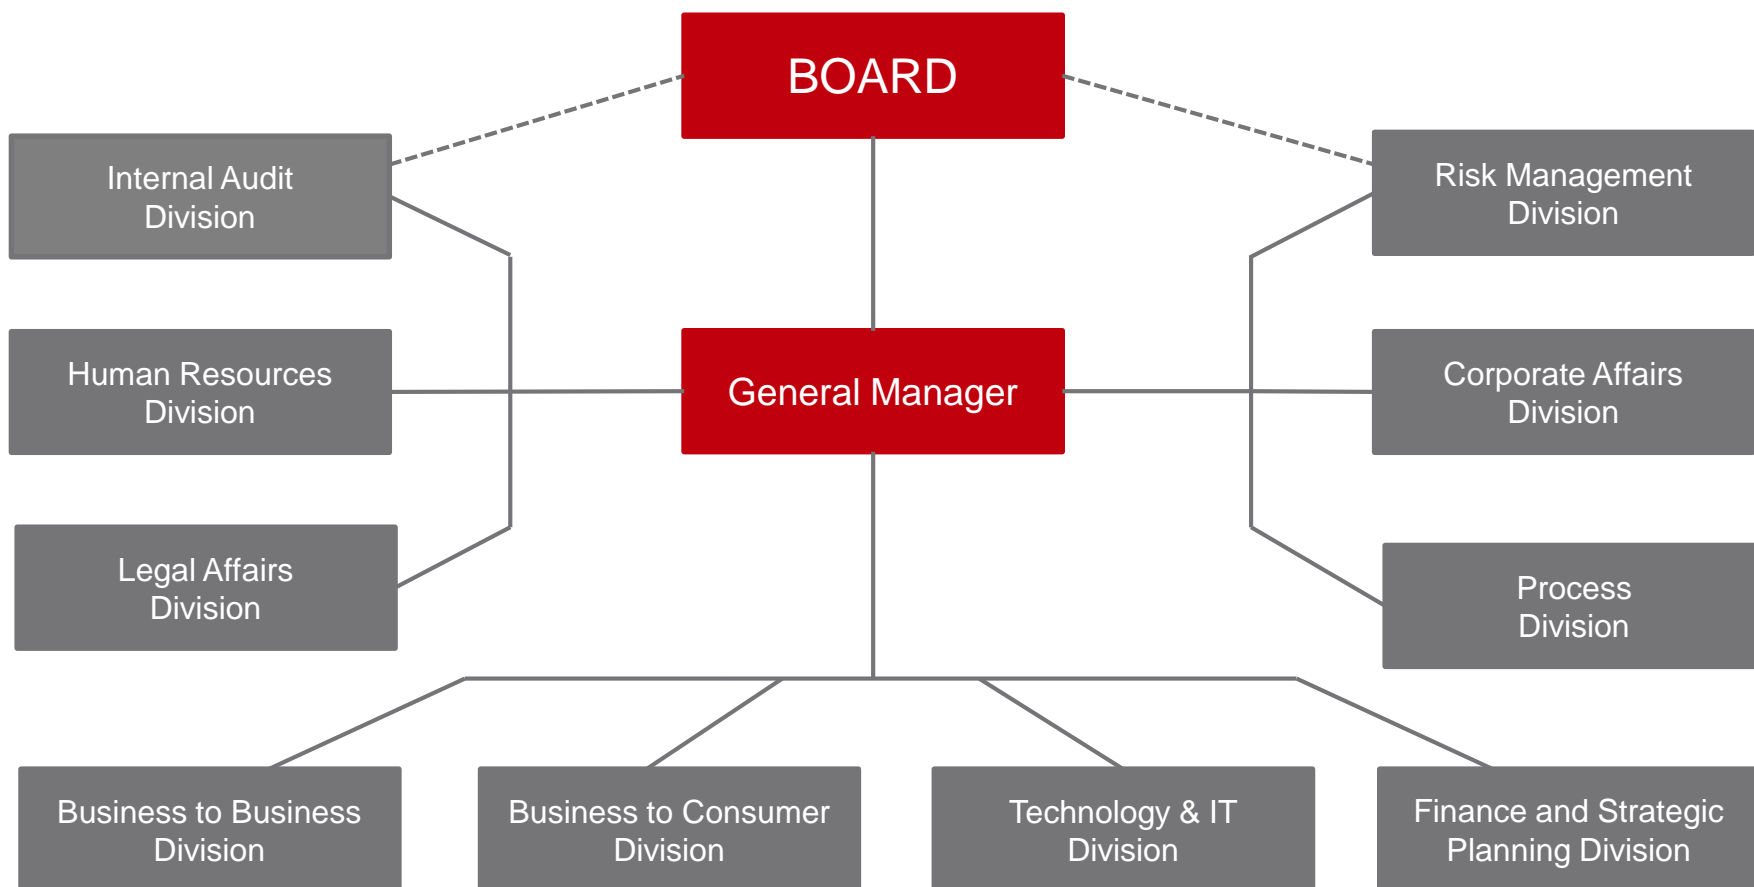 BOARD
Internal Audit
Division
Risk Management
Division
Human Resources
Division
General Manager
Corporate Affairs
Division
Legal Affairs
Division
Process
Division
Business to Business
Division
Business to Consumer
Division
Technology & IT
Division
Finance and Strategic
Planning Division